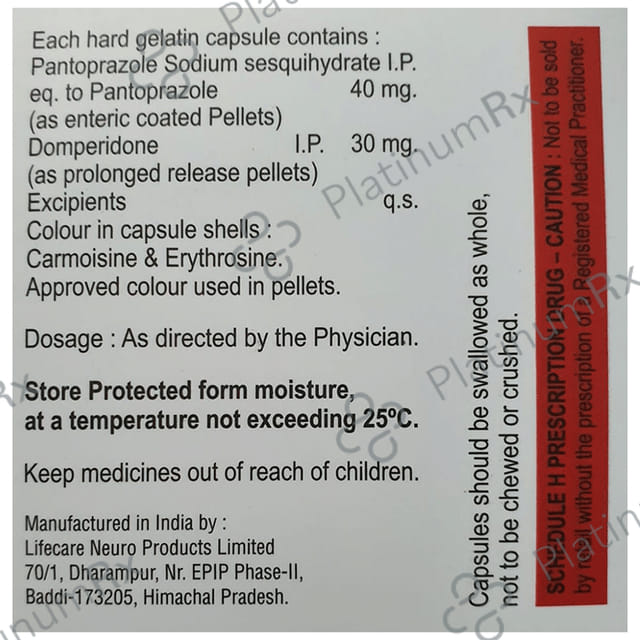 Each hard gelatin capsule contains :
Pantoprazole Sodium sesquihydrate I.P.
eq. to Pantoprazole 40 mg.
(as enteric coated Pellets)
Domperidone I.P. 30 mg.
(as prolonged release pellets)
Excipients q.s.
Colour in capsule shells :
Carmoisine & Erythrosine.
Approved colour used in pellets.
Dosage : As directed by the Physician.
Store Protected form moisture,
at a temperature not exceeding 25ºC.
Keep medicines out of reach of children.
Manufactured in India by :
Lifecare Neuro Products Limited
70/1, Dharampur, Nr. EPIP Phase-II,
Baddi-173205, Himachal Pradesh.
Capsules should be swallowed as whole,
not to be chewed or crushed.
SCHEDULE H PRESCRIPTION DRUG – CAUTION : Not to be sold
by retail without the prescription of a Registered Medical Practitioner.
PlatinumRx
PlatinumRx
PlatinumRx